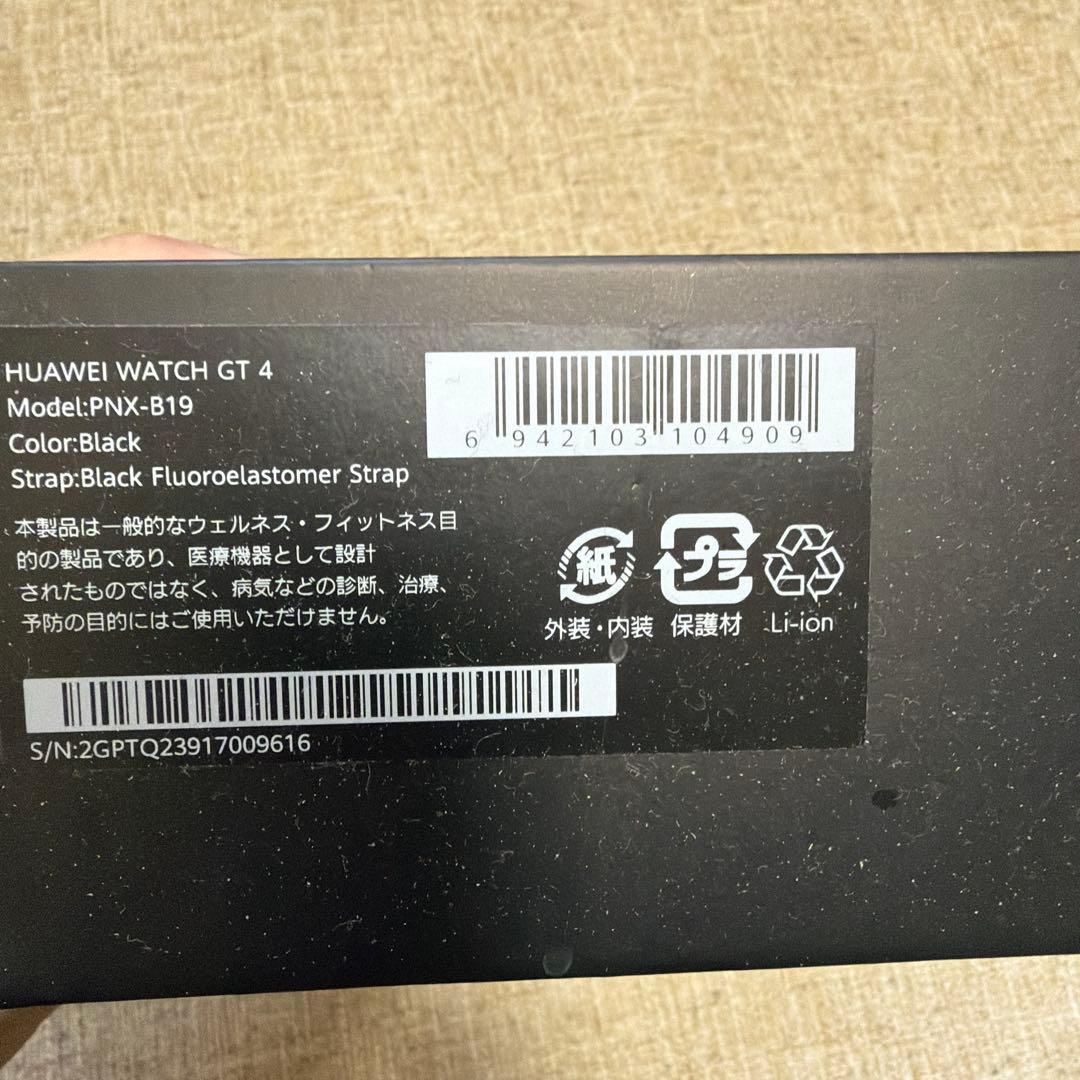 HUAWEI WATCH GT 4
Model:PNX-B19
Color:Black
Strap:Black Fluoroelastomer Strap
6 942103 104909
本製品は一般的なウェルネス・フィットネス目
的の製品であり、医療機器として設計
されたものではなく、病気などの診断、治療、
予防の目的にはご使用いただけません。
紙 プラ
外装・内装 保護材 Li-ion
S/N:2GPTQ23917009616